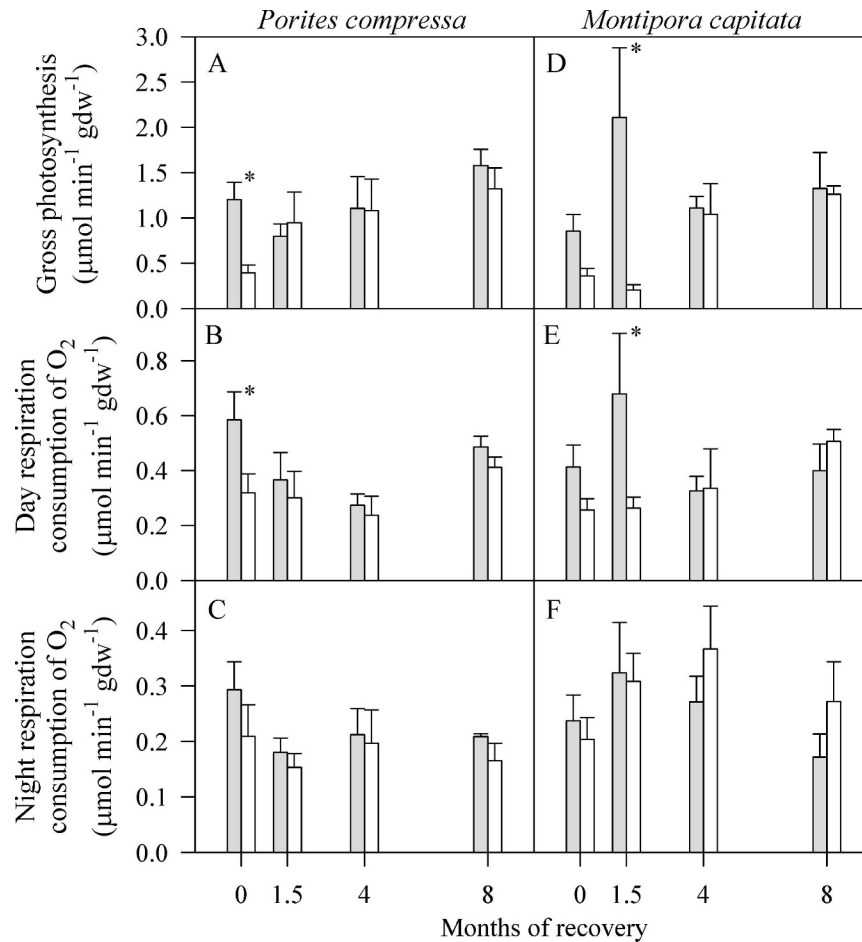 Porites compressa
Montipora capitata
Gross photosynthesis
(μmol min⁻¹ gdw⁻¹)
3.0
2.5
2.0
1.5
1.0
0.5
0.0
A
*
D
*
Day respiration
consumption of O₂
(μmol min⁻¹ gdw⁻¹)
0.8
0.6
0.4
0.2
0.0
B
*
E
*
Night respiration
consumption of O₂
(μmol min⁻¹ gdw⁻¹)
0.4
0.3
0.2
0.1
0.0
C
F
0 1.5 4 8 0 1.5 4 8
Months of recovery